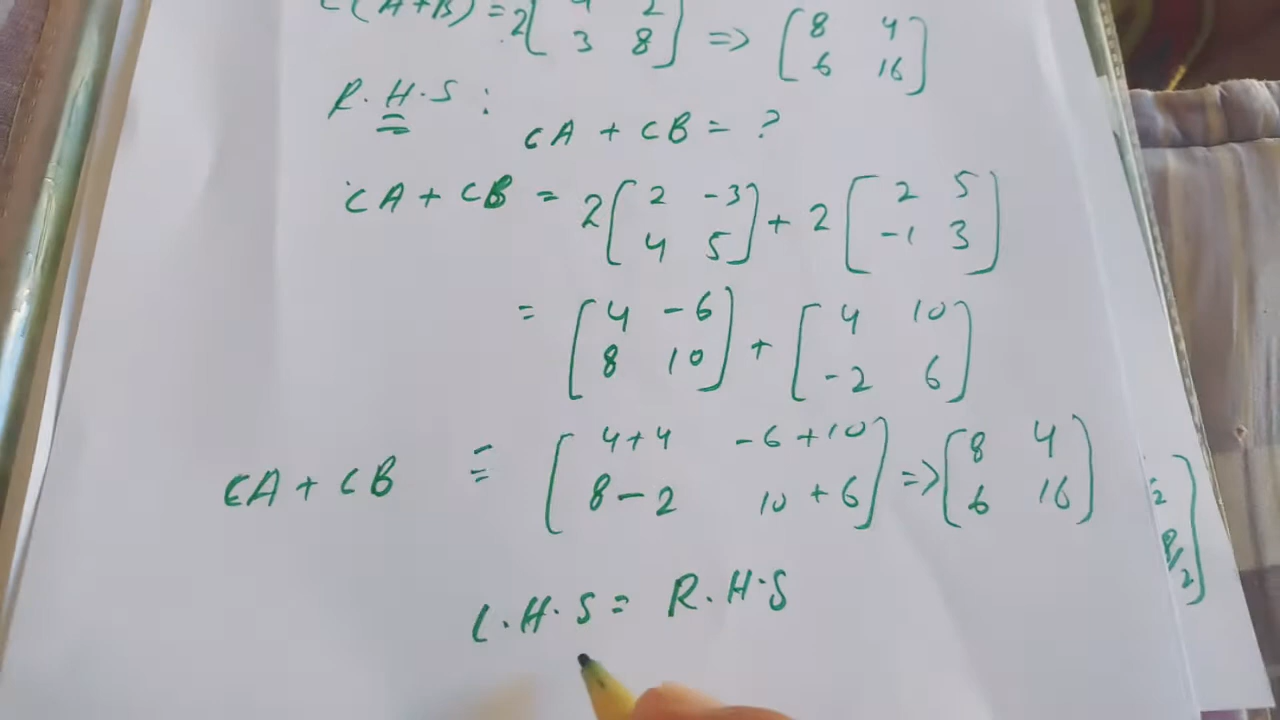 C(A+B) = 2[4 2 => [8 4
3 8] 6 16]
R.H.S :
CA + CB = ?
CA + CB = 2[2 -3 + 2[2 5
4 5] -1 3]
= [4 -6 + [4 10
8 10] -2 6]
CA + CB = [4+4 -6+10 => [8 4
8-2 10+6] 6 16]
L.H.S = R.H.S